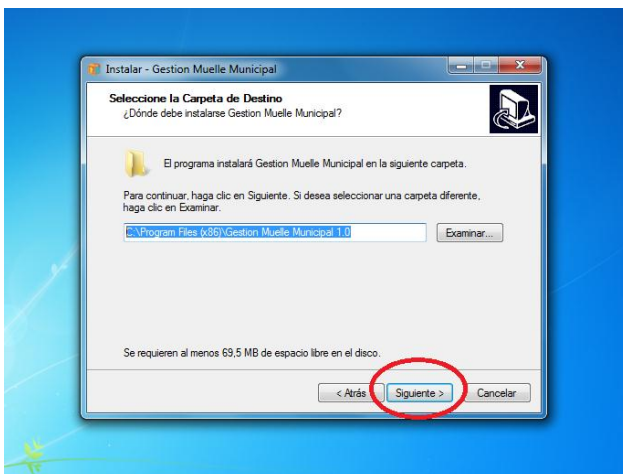 Instalar - Gestion Muelle Municipal
Seleccione la Carpeta de Destino
¿Dónde debe instalarse Gestion Muelle Municipal?
El programa instalará Gestion Muelle Municipal en la siguiente carpeta.
Para continuar, haga clic en Siguiente. Si desea seleccionar una carpeta diferente,
haga clic en Examinar.
C:\Program Files (x86)\Gestion Muelle Municipal 1.0
Examinar...
Se requieren al menos 69,5 MB de espacio libre en el disco.
< Atrás
Siguiente >
Cancelar